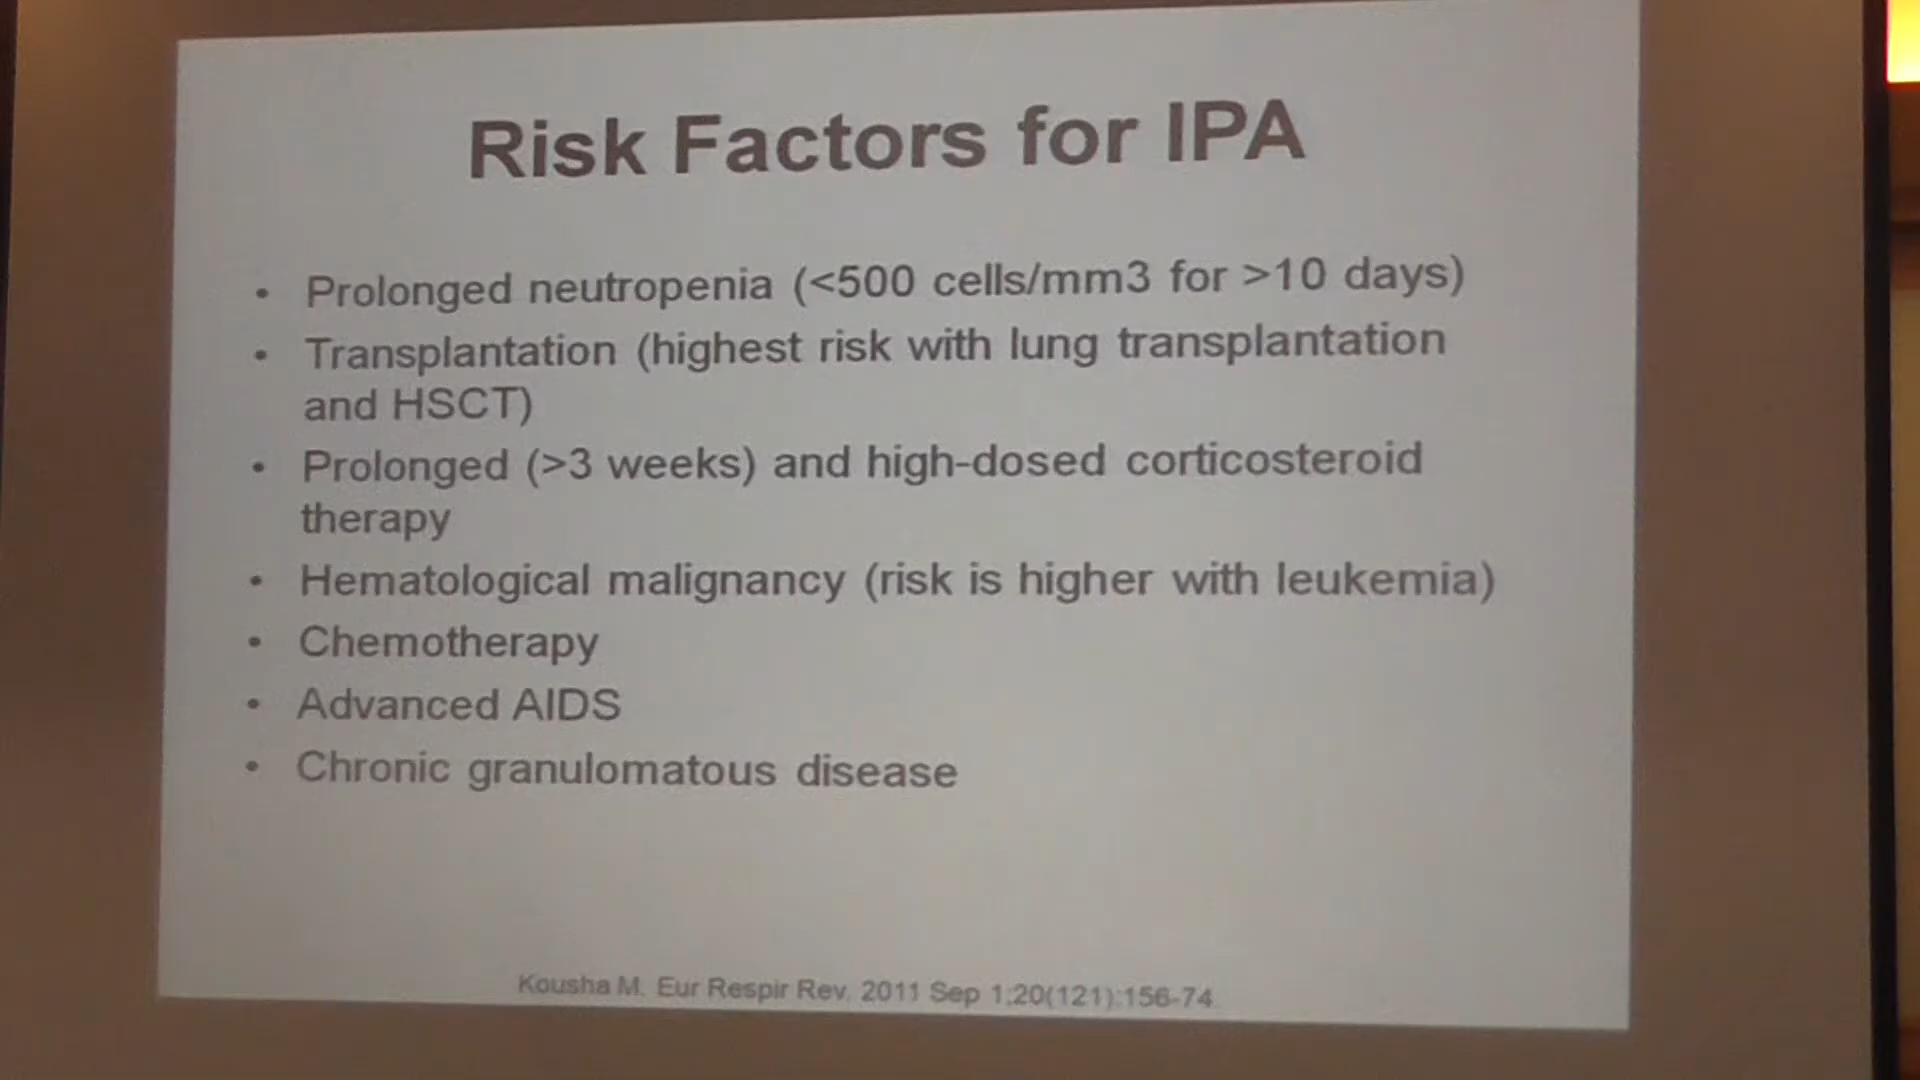 Risk Factors for IPA
• Prolonged neutropenia (<500 cells/mm3 for >10 days)
• Transplantation (highest risk with lung transplantation
and HSCT)
• Prolonged (>3 weeks) and high-dosed corticosteroid
therapy
• Hematological malignancy (risk is higher with leukemia)
• Chemotherapy
• Advanced AIDS
• Chronic granulomatous disease
Kousha M. Eur Respir Rev. 2011 Sep 1;20(121):156-74.